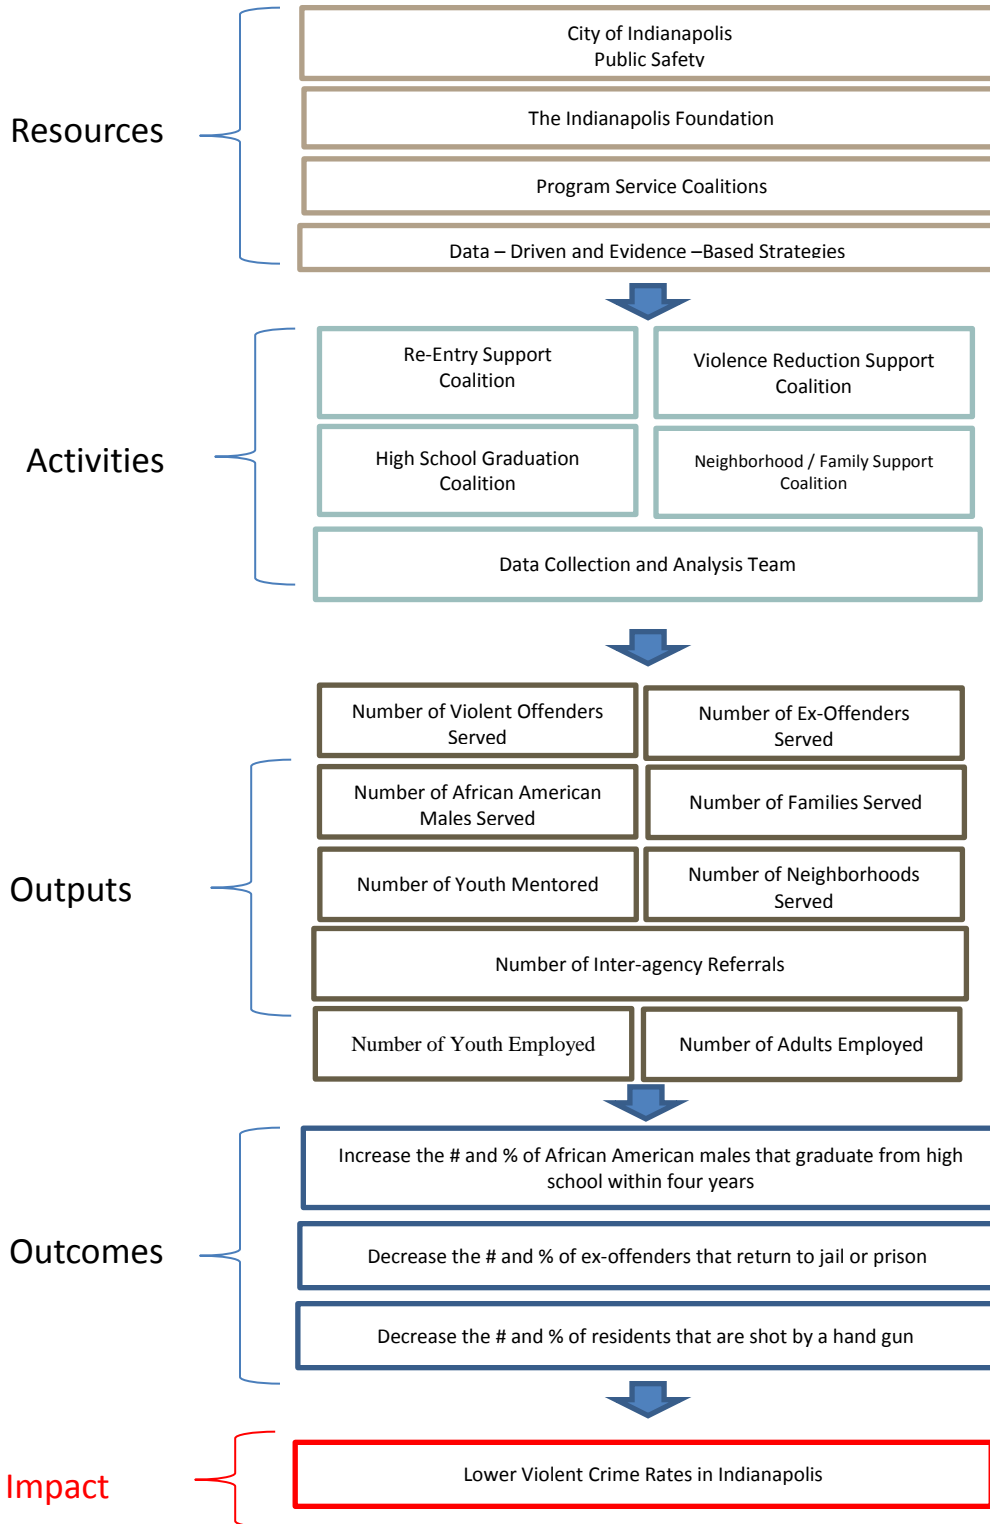 Resources
City of Indianapolis
Public Safety
The Indianapolis Foundation
Program Service Coalitions
Data – Driven and Evidence –Based Strategies
Activities
Re-Entry Support
Coalition
Violence Reduction Support
Coalition
High School Graduation
Coalition
Neighborhood / Family Support
Coalition
Data Collection and Analysis Team
Outputs
Number of Violent Offenders
Served
Number of Ex-Offenders
Served
Number of African American
Males Served
Number of Families Served
Number of Youth Mentored
Number of Neighborhoods
Served
Number of Inter-agency Referrals
Number of Youth Employed
Number of Adults Employed
Outcomes
Increase the # and % of African American males that graduate from high
school within four years
Decrease the # and % of ex-offenders that return to jail or prison
Decrease the # and % of residents that are shot by a hand gun
Impact
Lower Violent Crime Rates in Indianapolis